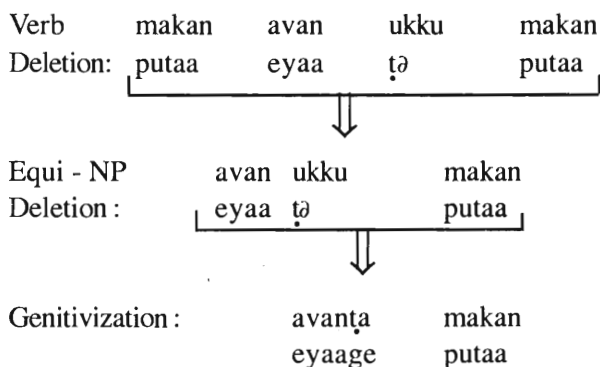 Verb makan avan ukku makan
Deletion: putaa eyaa ṭə putaa
Equi - NP avan ukku makan
Deletion : eyaa ṭə putaa
Genitivization : avanṭa makan
eyaage putaa